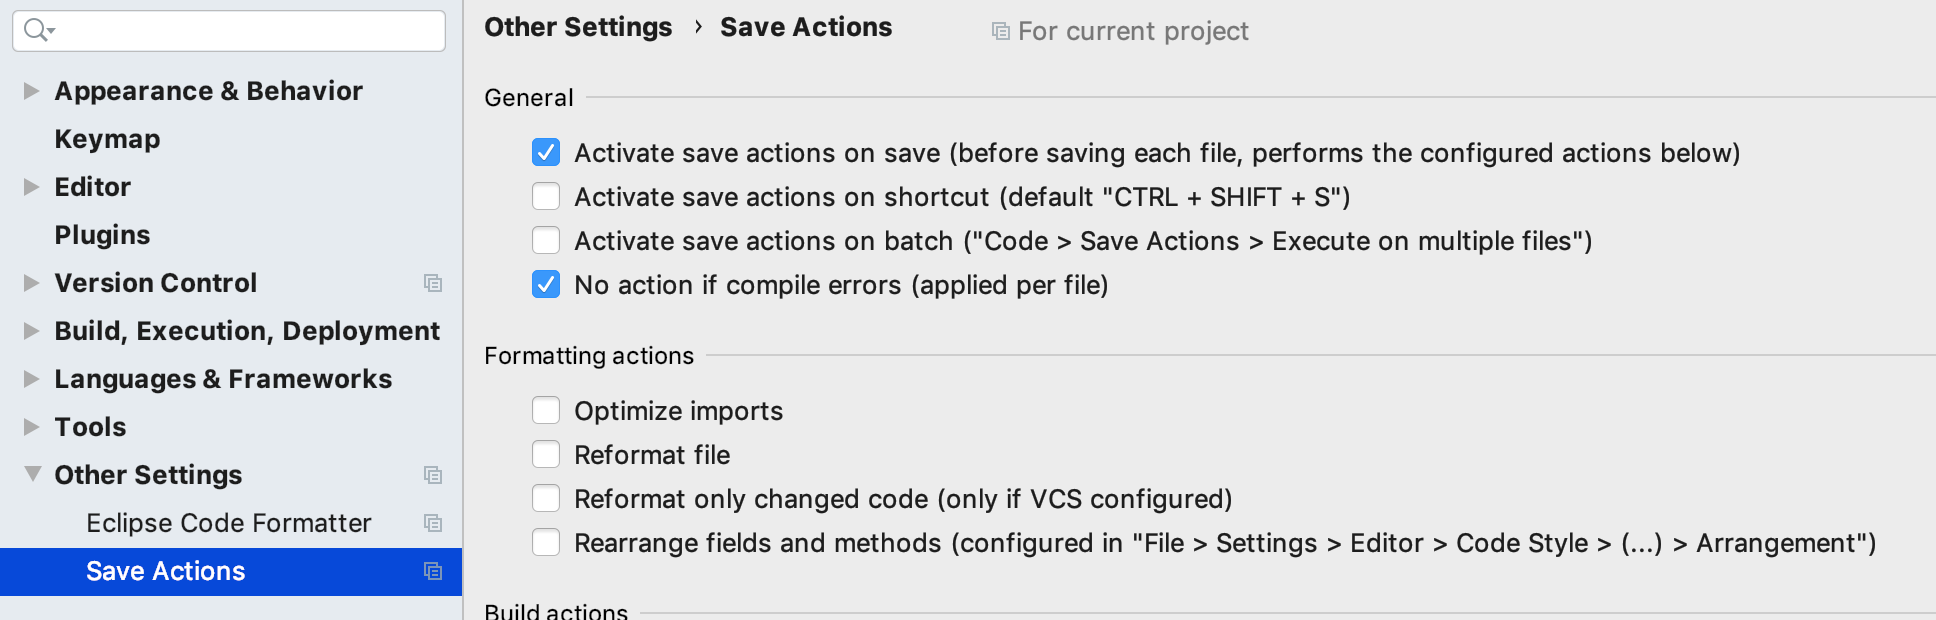 Appearance & Behavior
Keymap
Editor
Plugins
Version Control
Build, Execution, Deployment
Languages & Frameworks
Tools
Other Settings
Eclipse Code Formatter
Save Actions
Other Settings › Save Actions
For current project
General
Activate save actions on save (before saving each file, performs the configured actions below)
Activate save actions on shortcut (default "CTRL + SHIFT + S")
Activate save actions on batch ("Code > Save Actions > Execute on multiple files")
No action if compile errors (applied per file)
Formatting actions
Optimize imports
Reformat file
Reformat only changed code (only if VCS configured)
Rearrange fields and methods (configured in "File > Settings > Editor > Code Style > (...) > Arrangement")
Build actions